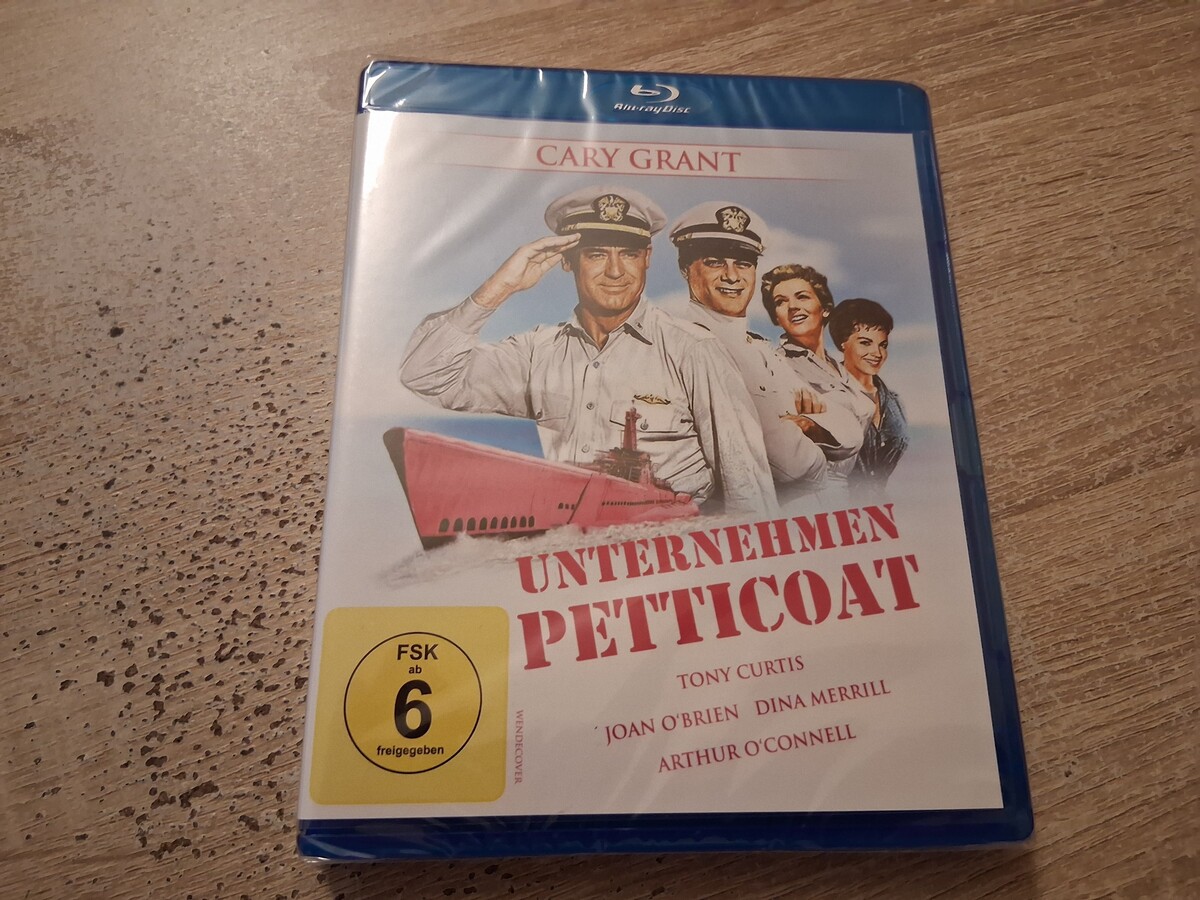 Blu-ray Disc
CARY GRANT
UNTERNEHMEN
PETTICOAT
TONY CURTIS
JOAN O'BRIEN DINA MERRILL
ARTHUR O'CONNELL
FSK
ab
6
freigegeben
WENDECOVER